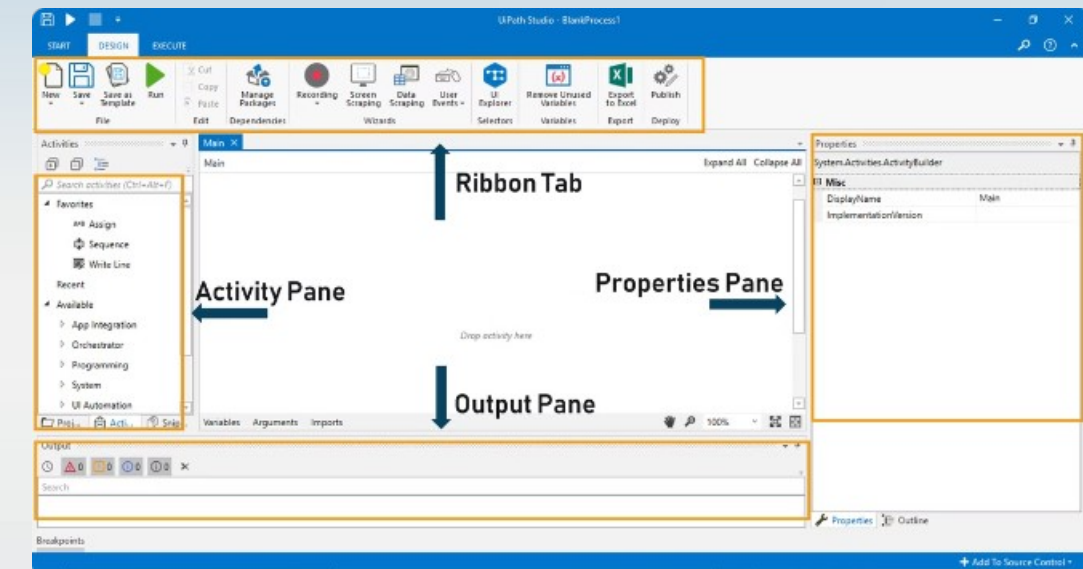 UiPath Studio - BlankProcess1
START DESIGN EXECUTE
New Save Save as Template Run Cut Copy Paste Manage Packages Recording Screen Scraping Data Scraping User Events UI Explorer Remove Unused Variables Export to Excel Publish
File Edit Dependencies Wizards Selectors Variables Export Deploy
Activities
Main
Properties
Main Expand All Collapse All
System.Activities.ActivityBuilder
Search activities (Ctrl+Alt+F)
Ribbon Tab
Misc
Favorites
DisplayName Main
Assign
ImplementationVersion
Sequence
Write Line
Recent
Activity Pane
Properties Pane
Available
App Integration
Drop activity here
Orchestrator
Programming
System
Output Pane
UI Automation
Proj... Acti... Snip...
Variables Arguments Imports 100%
Output
0 0 0 0
Search
Properties Outline
Breakpoints
Add To Source Control